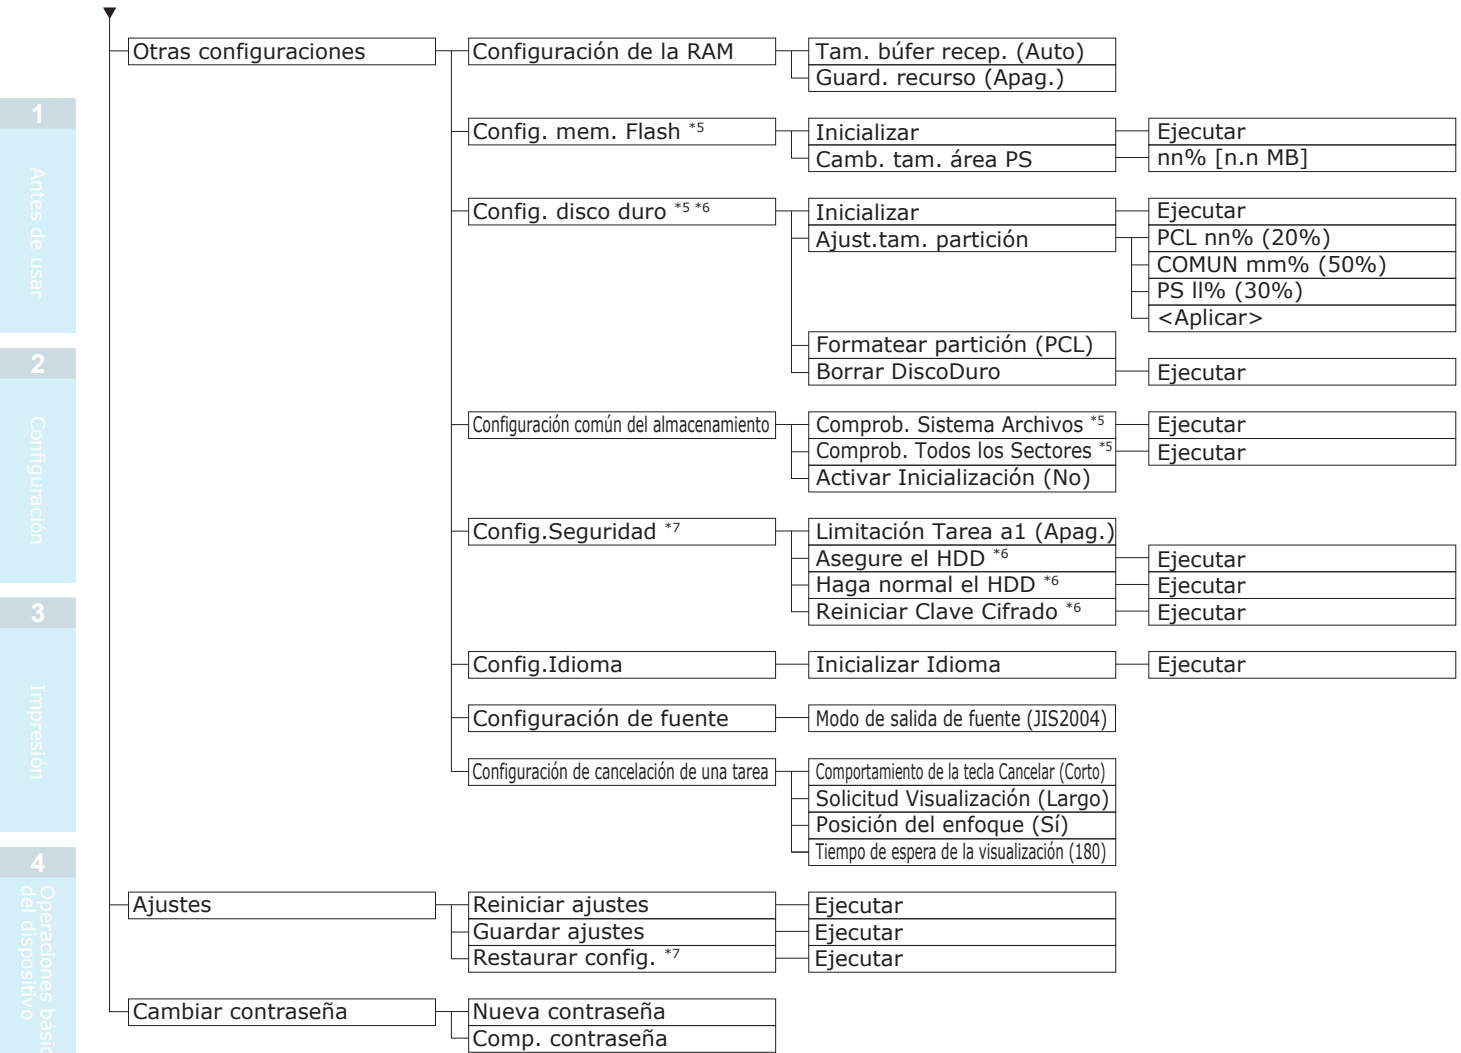 Otras configuraciones
Configuración de la RAM
Tam. búfer recep. (Auto)
Guard. recurso (Apag.)
Config. mem. Flash *5
Inicializar
Ejecutar
Camb. tam. área PS
nn% [n.n MB]
Config. disco duro *5 *6
Inicializar
Ejecutar
Ajust.tam. partición
PCL nn% (20%)
COMUN mm% (50%)
PS ll% (30%)
<Aplicar>
Formatear partición (PCL)
Borrar DiscoDuro
Ejecutar
Configuración común del almacenamiento
Comprob. Sistema Archivos *5
Ejecutar
Comprob. Todos los Sectores *5
Ejecutar
Activar Inicialización (No)
Config.Seguridad *7
Limitación Tarea a1 (Apag.)
Asegure el HDD *6
Ejecutar
Haga normal el HDD *6
Ejecutar
Reiniciar Clave Cifrado *6
Ejecutar
Config.Idioma
Inicializar Idioma
Ejecutar
Configuración de fuente
Modo de salida de fuente (JIS2004)
Configuración de cancelación de una tarea
Comportamiento de la tecla Cancelar (Corto)
Solicitud Visualización (Largo)
Posición del enfoque (Sí)
Tiempo de espera de la visualización (180)
Ajustes
Reiniciar ajustes
Ejecutar
Guardar ajustes
Ejecutar
Restaurar config. *7
Ejecutar
Cambiar contraseña
Nueva contraseña
Comp. contraseña
1
Antes de usar
2
Configuración
3
Impresión
4
Operaciones
del dispositivo